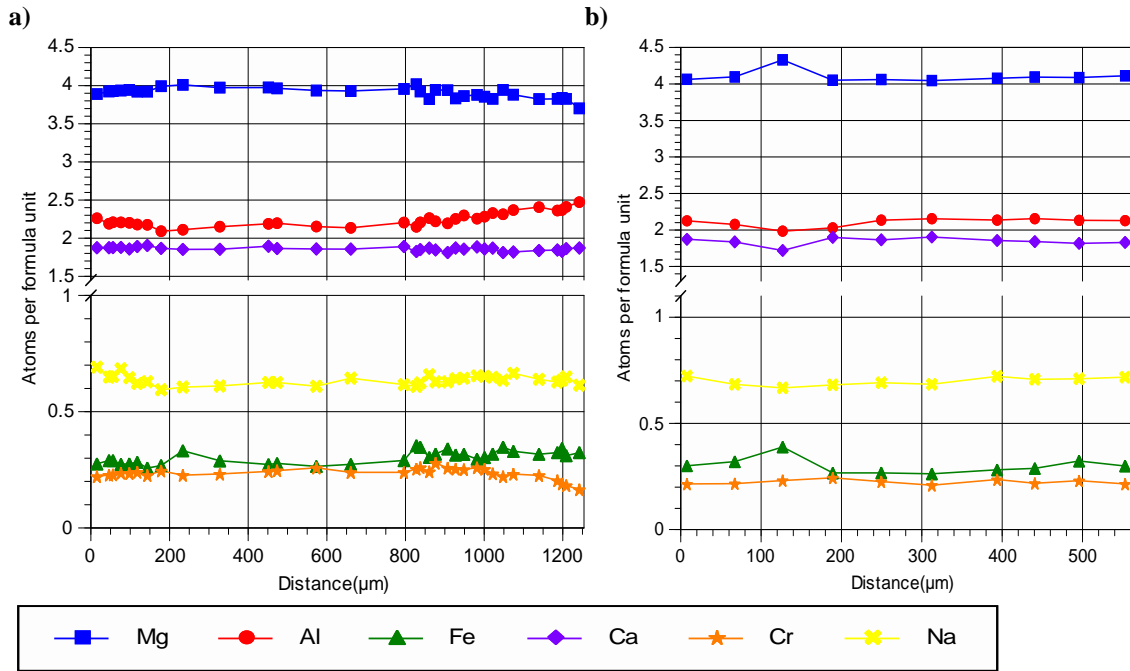 a)
b)
Atoms per formula unit
4.5
4
3.5
3
2.5
2
1.5
1
0.5
0
0 200 400 600 800 1000 1200
Distance(µm)
Atoms per formula unit
4.5
4
3.5
3
2.5
2
1.5
1
0.5
0
0 100 200 300 400 500
Distance(µm)
Mg Al Fe Ca Cr Na